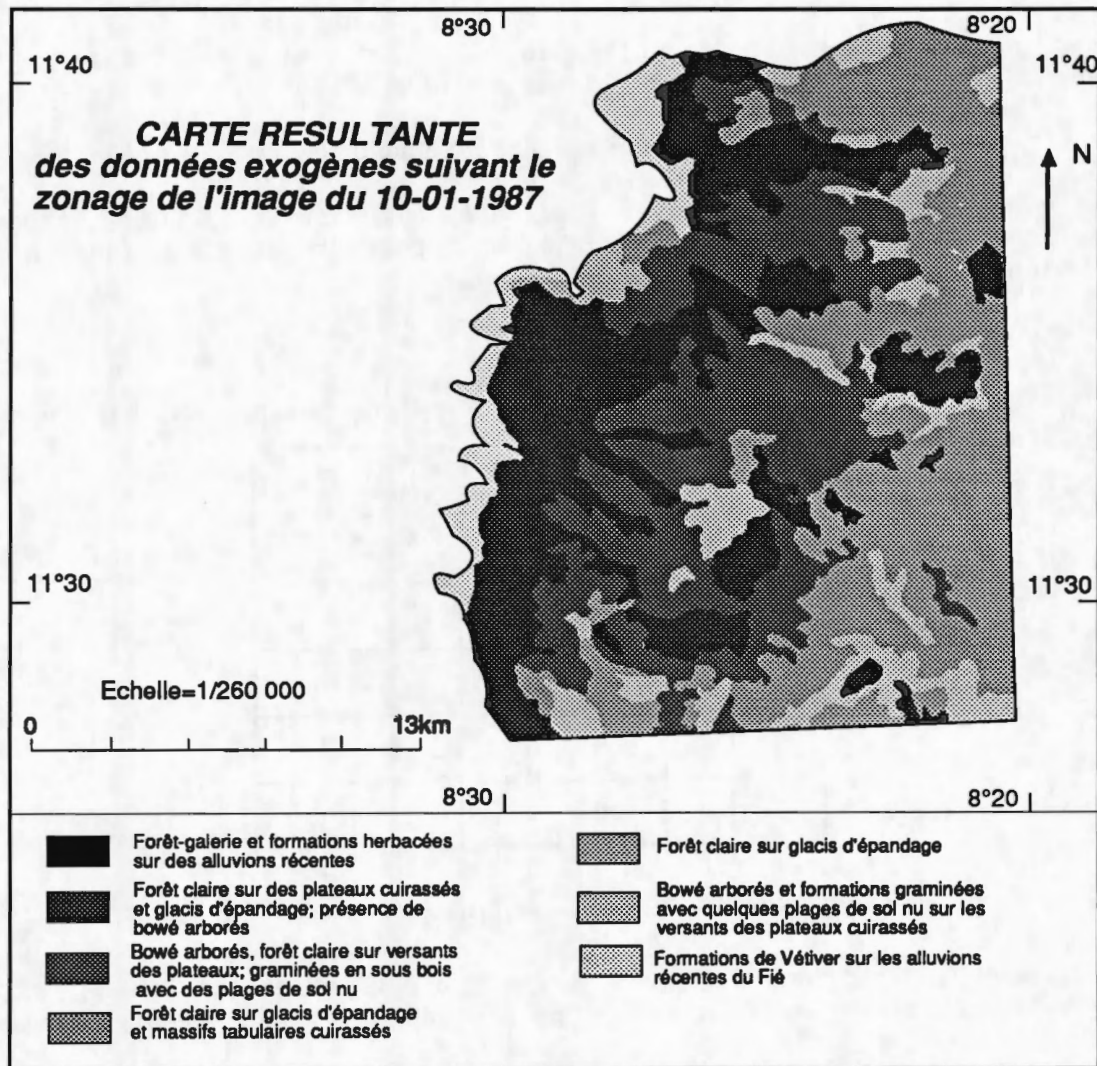 8°30
8°20
11°40
11°40
CARTE RESULTANTE
des données exogènes suivant le
zonage de l'image du 10-01-1987
N
11°30
11°30
Echelle=1/260 000
0
13km
8°30
8°20
Forêt-galerie et formations herbacées
sur des alluvions récentes
Forêt claire sur des plateaux cuirassés
et glacis d'épandage; présence de
bowé arborés
Bowé arborés, forêt claire sur versants
des plateaux; graminées en sous bois
avec des plages de sol nu
Forêt claire sur glacis d'épandage
et massifs tabulaires cuirassés
Forêt claire sur glacis d'épandage
Bowé arborés et formations graminées
avec quelques plages de sol nu sur les
versants des plateaux cuirassés
Formations de Vétiver sur les alluvions
récentes du Fié